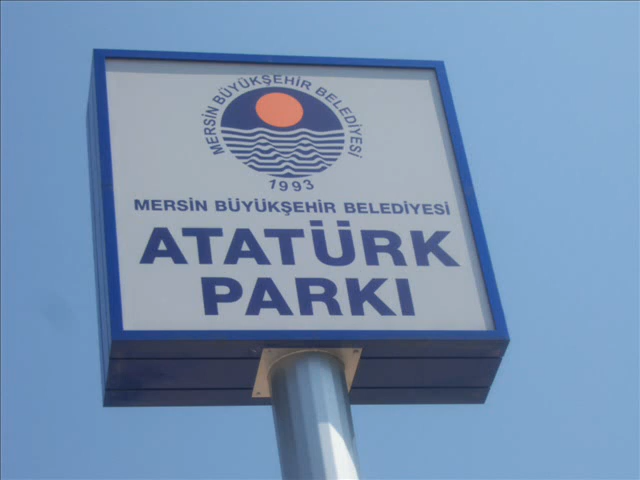 MERSİN BÜYÜKŞEHİR BELEDİYESİ
1993
MERSİN BÜYÜKŞEHİR BELEDİYESİ
ATATÜRK
PARKI